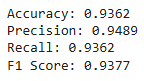 Accuracy: 0.9362
Precision: 0.9489
Recall: 0.9362
F1 Score: 0.9377